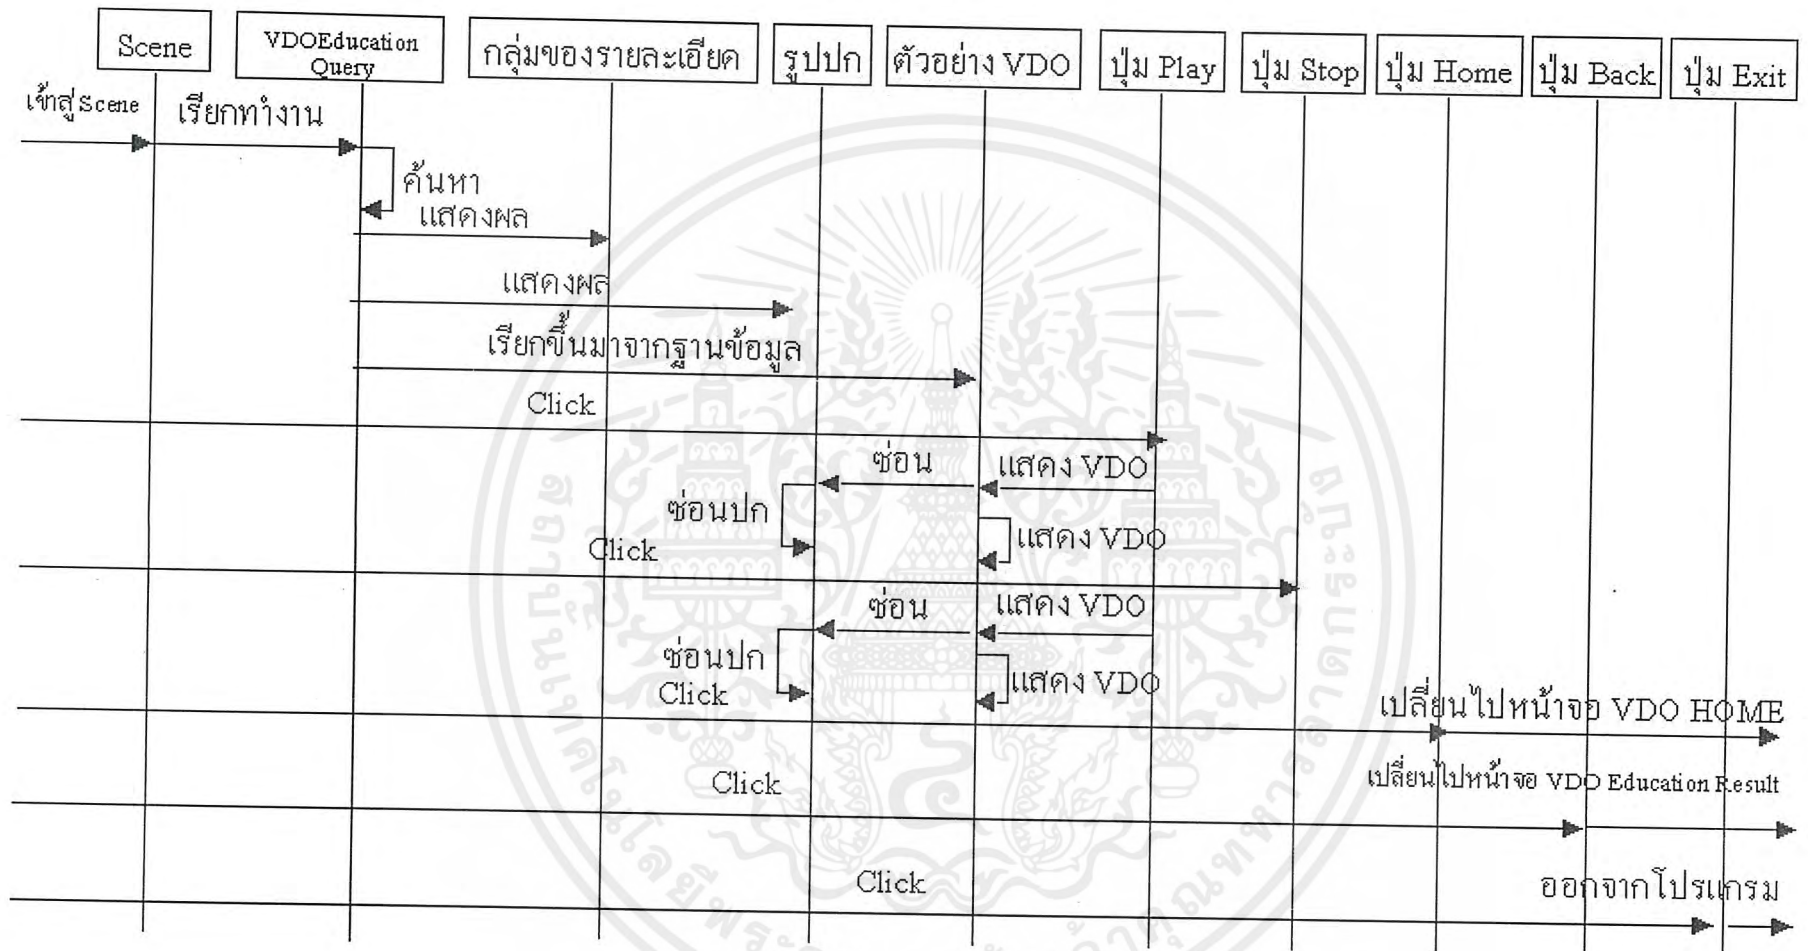 Scene
VDOEducation
Query
กลุ่มของรายละเอียด
รูปปก
ตัวอย่าง VDO
ปุ่ม Play
ปุ่ม Stop
ปุ่ม Home
ปุ่ม Back
ปุ่ม Exit
เข้าสู่Scene
เรียกทำงาน
ค้นหา
แสดงผล
แสดงผล
เรียกขึ้นมาจากฐานข้อมูล
Click
ซ่อน
แสดง VDO
ซ่อนปก
แสดง VDO
Click
ซ่อน
แสดง VDO
ซ่อนปก
แสดง VDO
Click
เปลี่ยนไปหน้าจอ VDO HOME
Click
เปลี่ยนไปหน้าจอ VDO Education Result
Click
ออกจากโปรแกรม